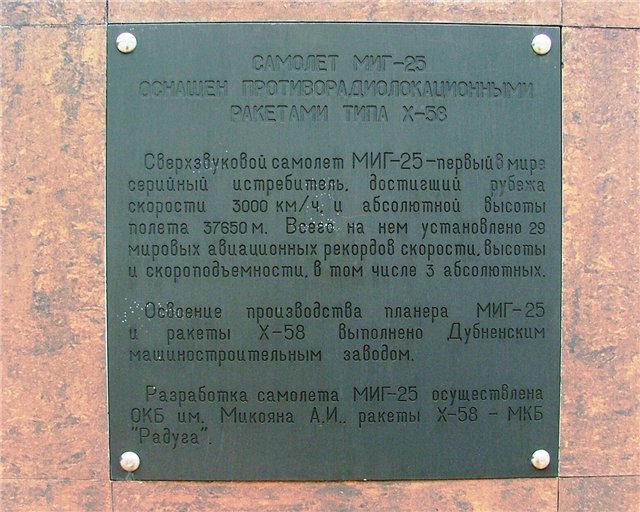 САМОЛЕТ МИГ-25
ОСНАЩЕН ПРОТИВОРАДИОЛОКАЦИОННЫМИ
РАКЕТАМИ ТИПА Х-58
Сверхзвуковой самолет МИГ-25-первый в мире
серийный истребитель, достигший рубежа
скорости 3000 км/ч, и абсолютной высоты
полета 37650 м. Всего на нем установлено 29
мировых авиационных рекордов скорости, высоты
и скороподъемности, в том числе 3 абсолютных.
Освоение производства планера МИГ-25
и ракеты Х-58 выполнено Дубненским
машиностроительным заводом.
Разработка самолета МИГ-25 осуществлена
ОКБ им. Микояна А.И., ракеты Х-58 - МКБ
"Радуга".